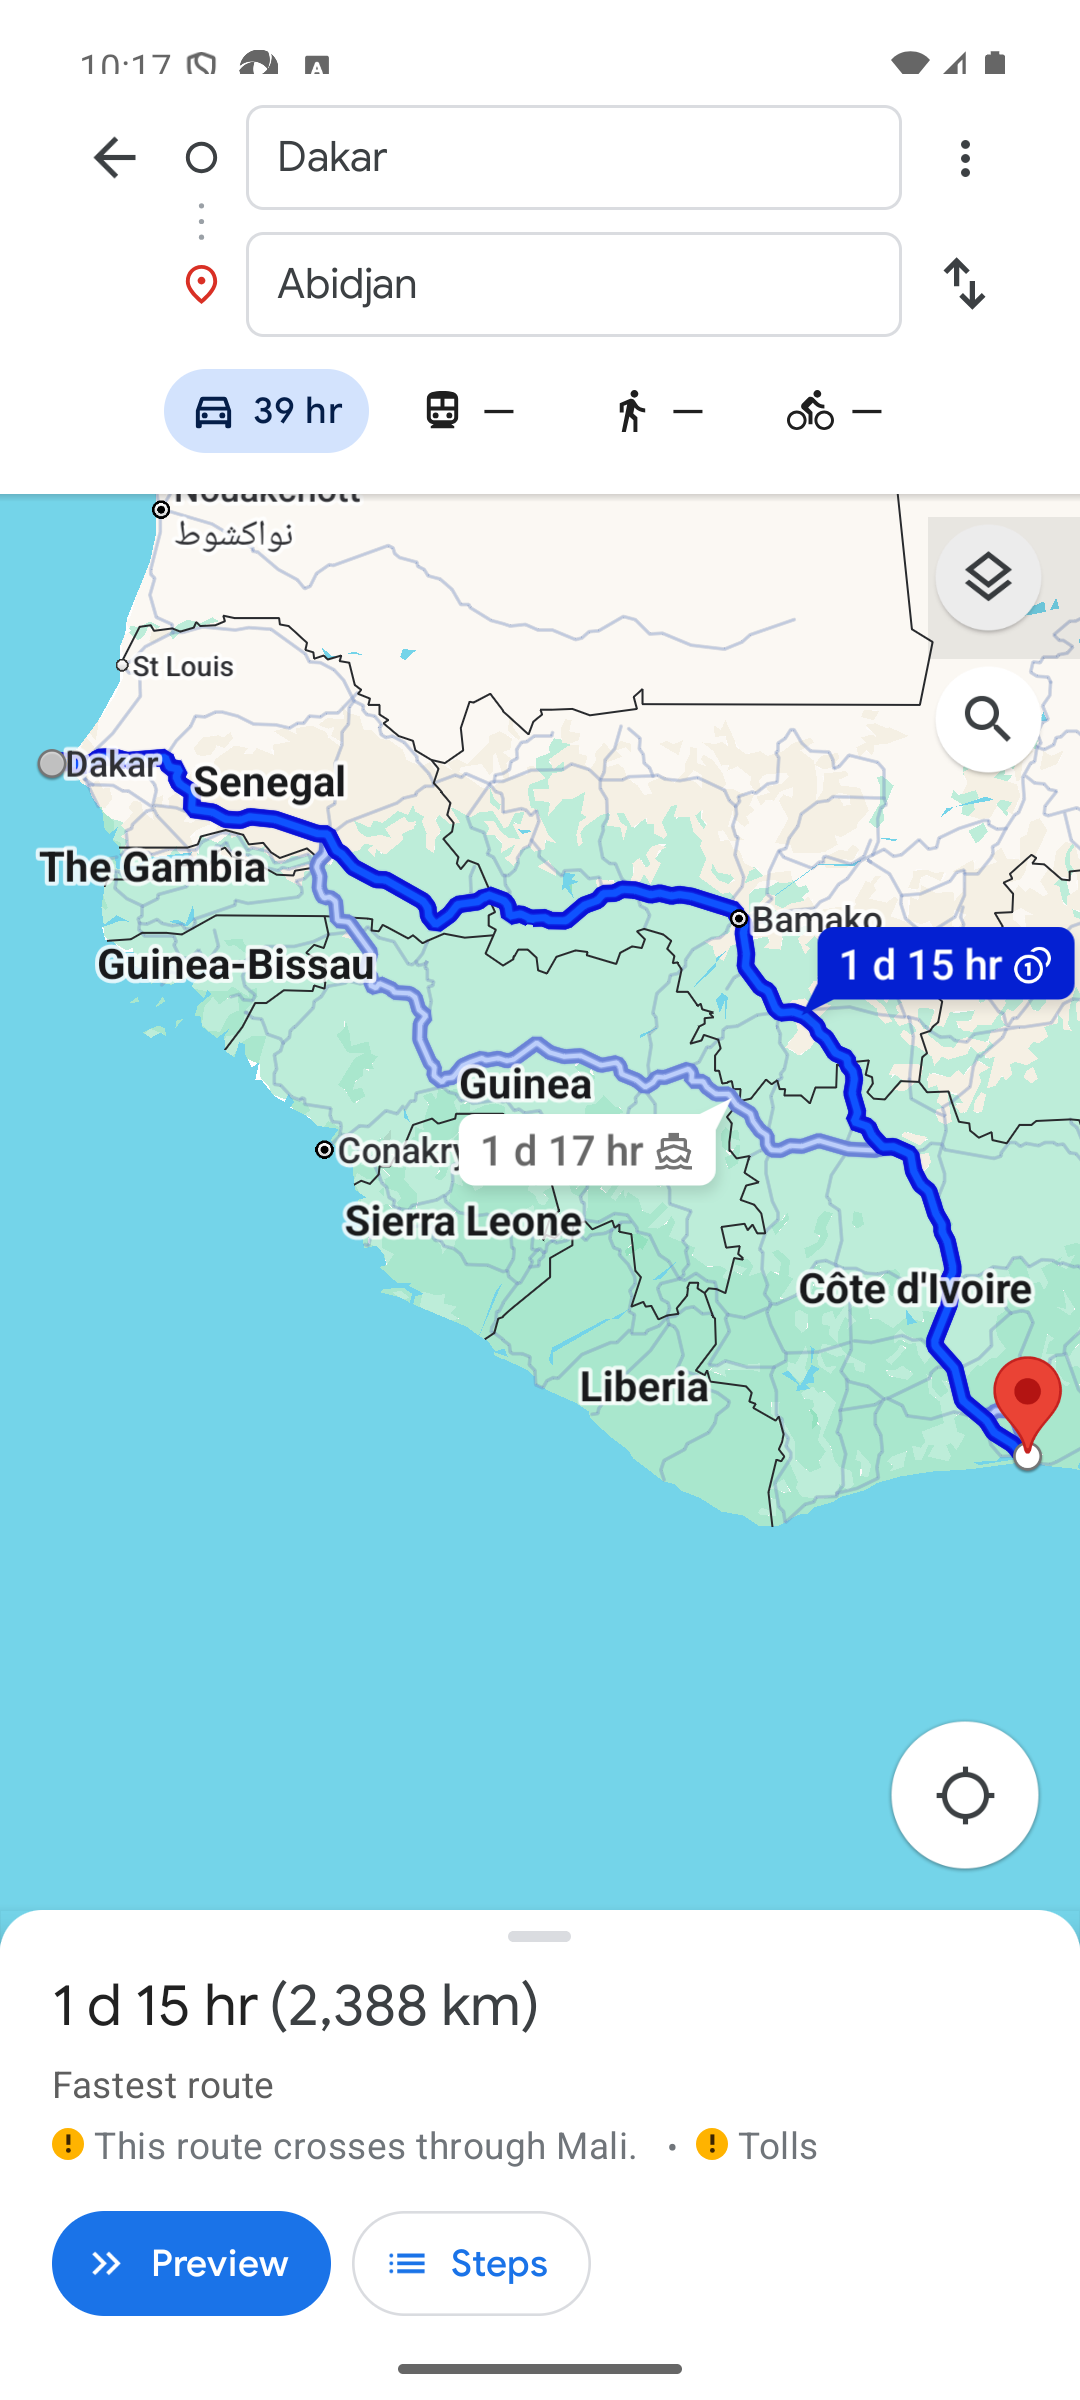 10:17
Dakar
Abidjan
39 hr
—
—
—
Nouakchott
نواكشوط
St Louis
Dakar
Senegal
The Gambia
Bamako
1 d 15 hr
Guinea-Bissau
Guinea
Conakry
1 d 17 hr
Sierra Leone
Côte d'Ivoire
Liberia
1 d 15 hr (2,388 km)
Fastest route
This route crosses through Mali. • Tolls
Preview
Steps